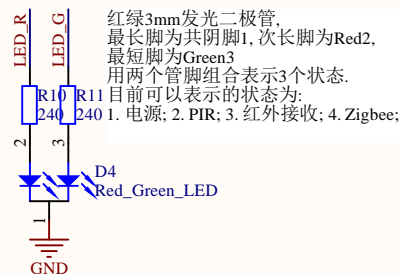 LED_R
LED_G
红绿3mm发光二极管,
最长脚为共阴脚1, 次长脚为Red2,
最短脚为Green3
用两个管脚组合表示3个状态.
目前可以表示的状态为:
1. 电源; 2. PIR; 3. 红外接收; 4. Zigbee;
R10
240
R11
240
2
3
D4
Red_Green_LED
1
GND